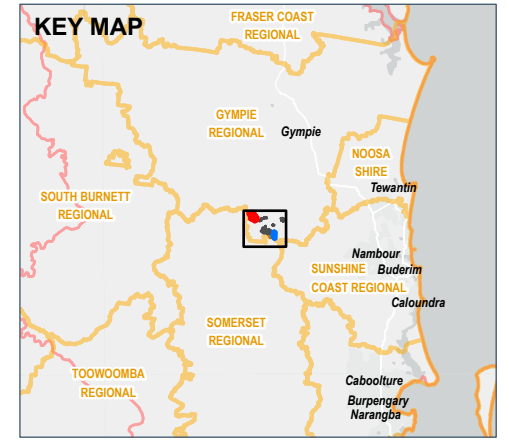 KEY MAP
FRASER COAST
REGIONAL
GYMPIE
REGIONAL
Gympie
NOOSA
SHIRE
Tewantin
SOUTH BURNETT
REGIONAL
Nambour
SUNSHINE
COAST REGIONAL
Buderim
Caloundra
SOMERSET
REGIONAL
TOOWOOMBA
REGIONAL
Caboolture
Burpengary
Narangba